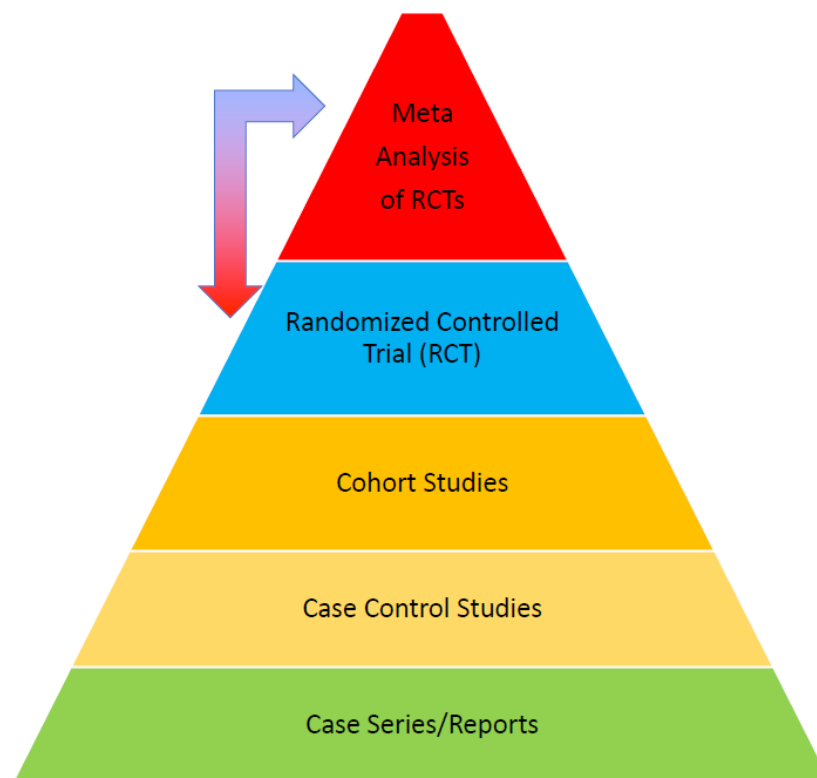 Meta
Analysis
of RCTs
Randomized Controlled
Trial (RCT)
Cohort Studies
Case Control Studies
Case Series/Reports